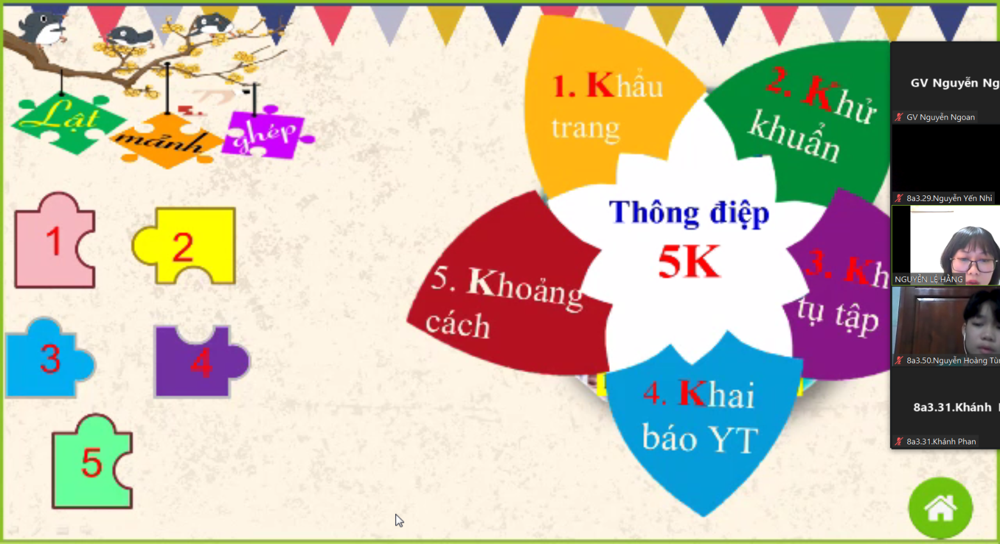 Lật
mảnh
ghép
1
2
3
4
5
1. Khẩu
trang
2. Khử
khuẩn
Thông điệp
5K
3. Kh
tụ tập
4. Khai
báo YT
5. Khoảng
cách
GV Nguyễn Ng
GV Nguyễn Ngoan
8a3.29.Nguyễn Yến Nhi
NGUYỄN LỆ HẰNG
8a3.50.Nguyễn Hoàng Tù
8a3.31.Khánh
8a3.31.Khánh Phan